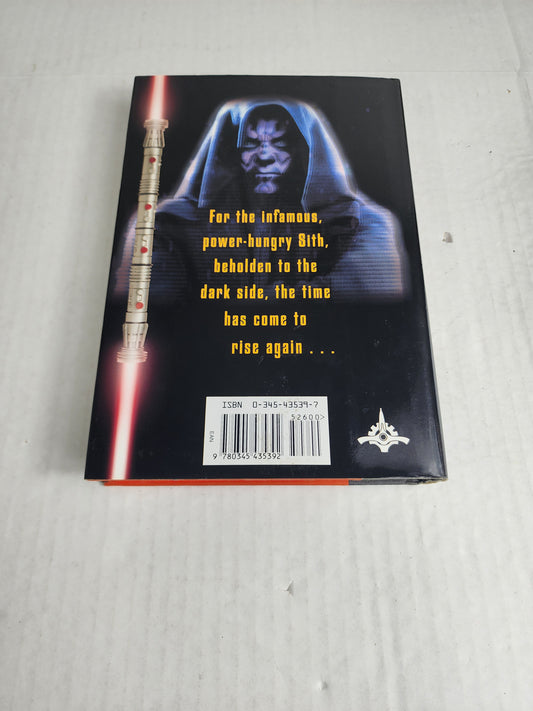 For the infamous,
power-hungry Sith,
beholden to the
dark side, the time
has come to
rise again . . .
ISBN 0-345-43539-7
52600>
EAN
9 780345 435392